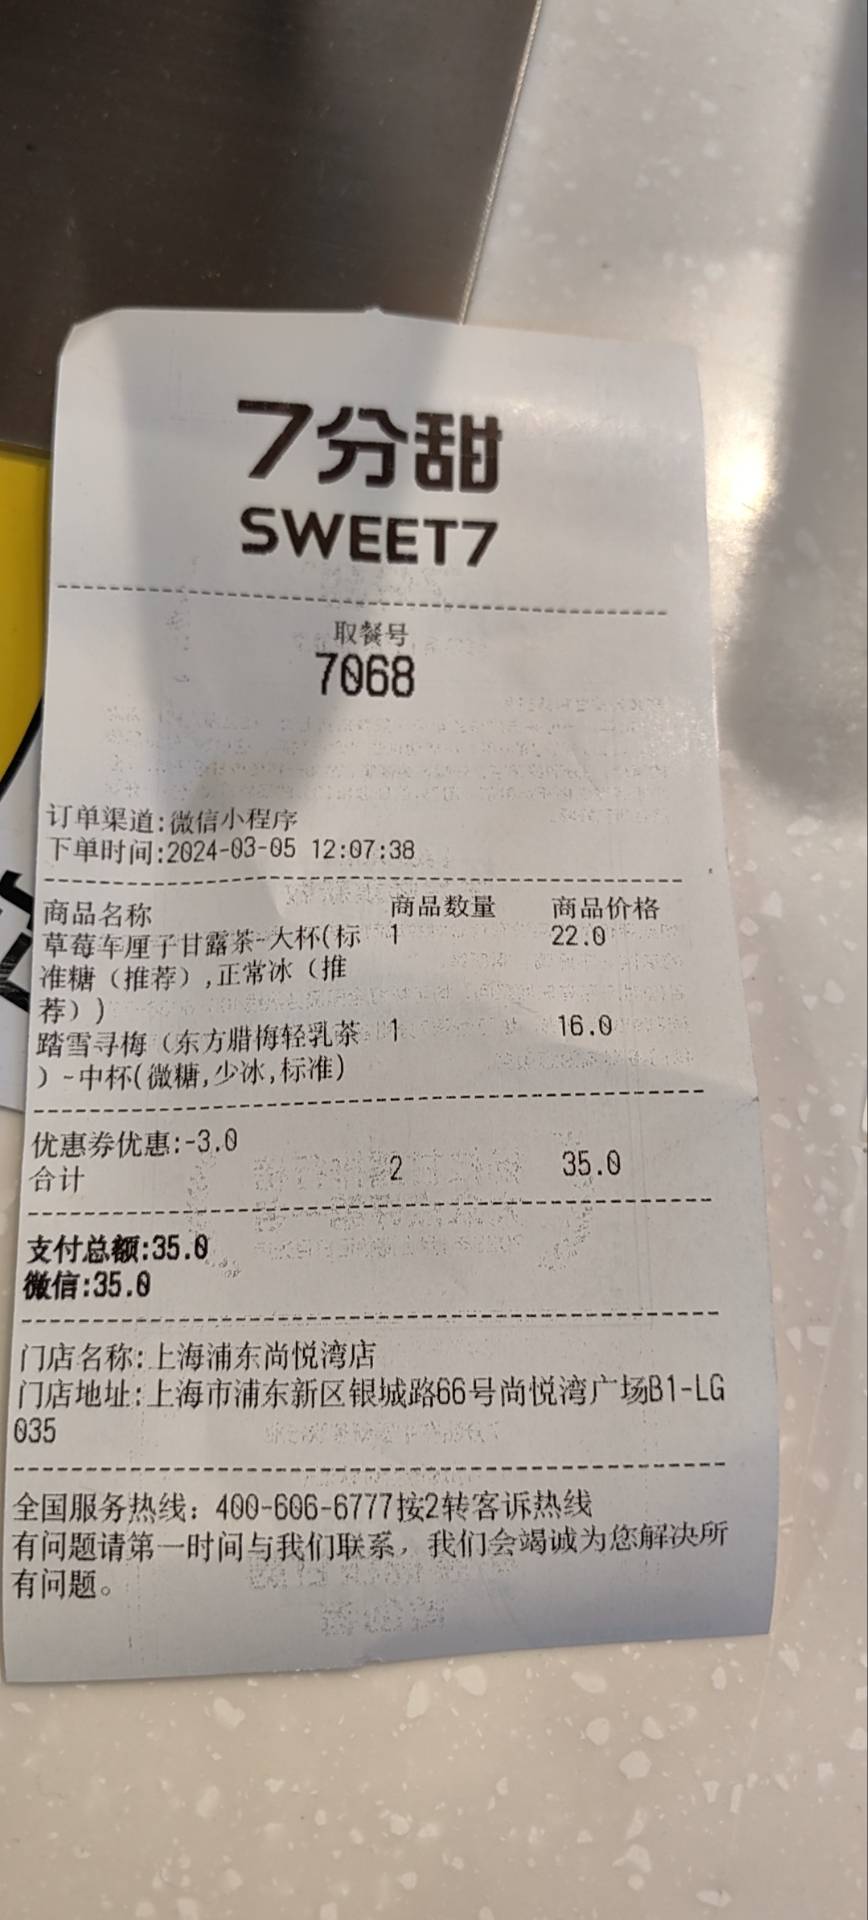 7分甜
SWEET7
取餐号
7068
订单渠道:微信小程序
下单时间:2024-03-05 12:07:38
商品名称 商品数量 商品价格
草莓车厘子甘露茶-大杯(标 1 22.0
准糖（推荐）,正常冰（推
荐）)
踏雪寻梅（东方腊梅轻乳茶 1 16.0
）-中杯(微糖,少冰,标准)
优惠券优惠:-3.0
合计 2 35.0
支付总额:35.0
微信:35.0
门店名称:上海浦东尚悦湾店
门店地址:上海市浦东新区银城路66号尚悦湾广场B1-LG
035
全国服务热线：400-606-6777按2转客诉热线
有问题请第一时间与我们联系，我们会竭诚为您解决所
有问题。